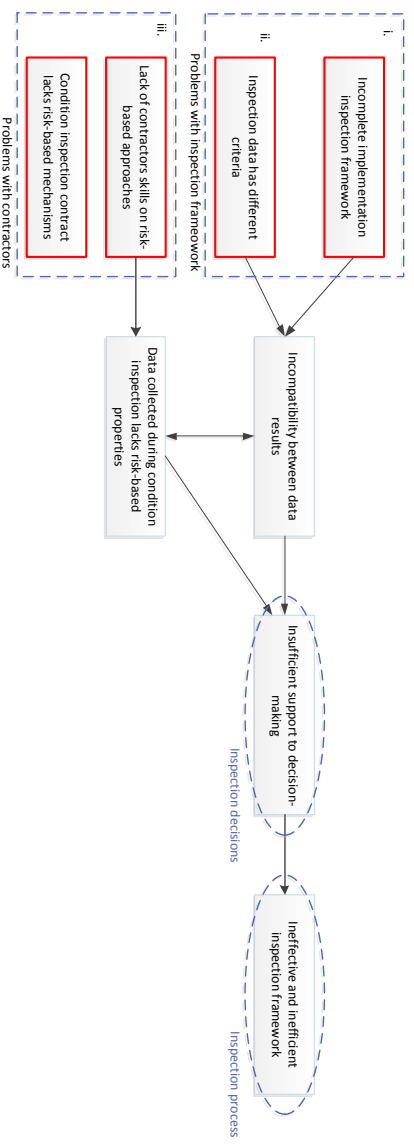 i.
Incomplete implementation
inspection framework
ii.
Inspection data has different
criteria
Problems with inspection frameowork
iii.
Lack of contractors skills on risk-
based approaches
Condition inspection contract
lacks risk-based mechanisms
Problems with contractors
Incompatibility between data
results
Data collected during condition
inspection lacks risk-based
properties
Insufficient support to decision-
making
Inspection decisions
Ineffective and inefficient
inspection framework
Inspection process